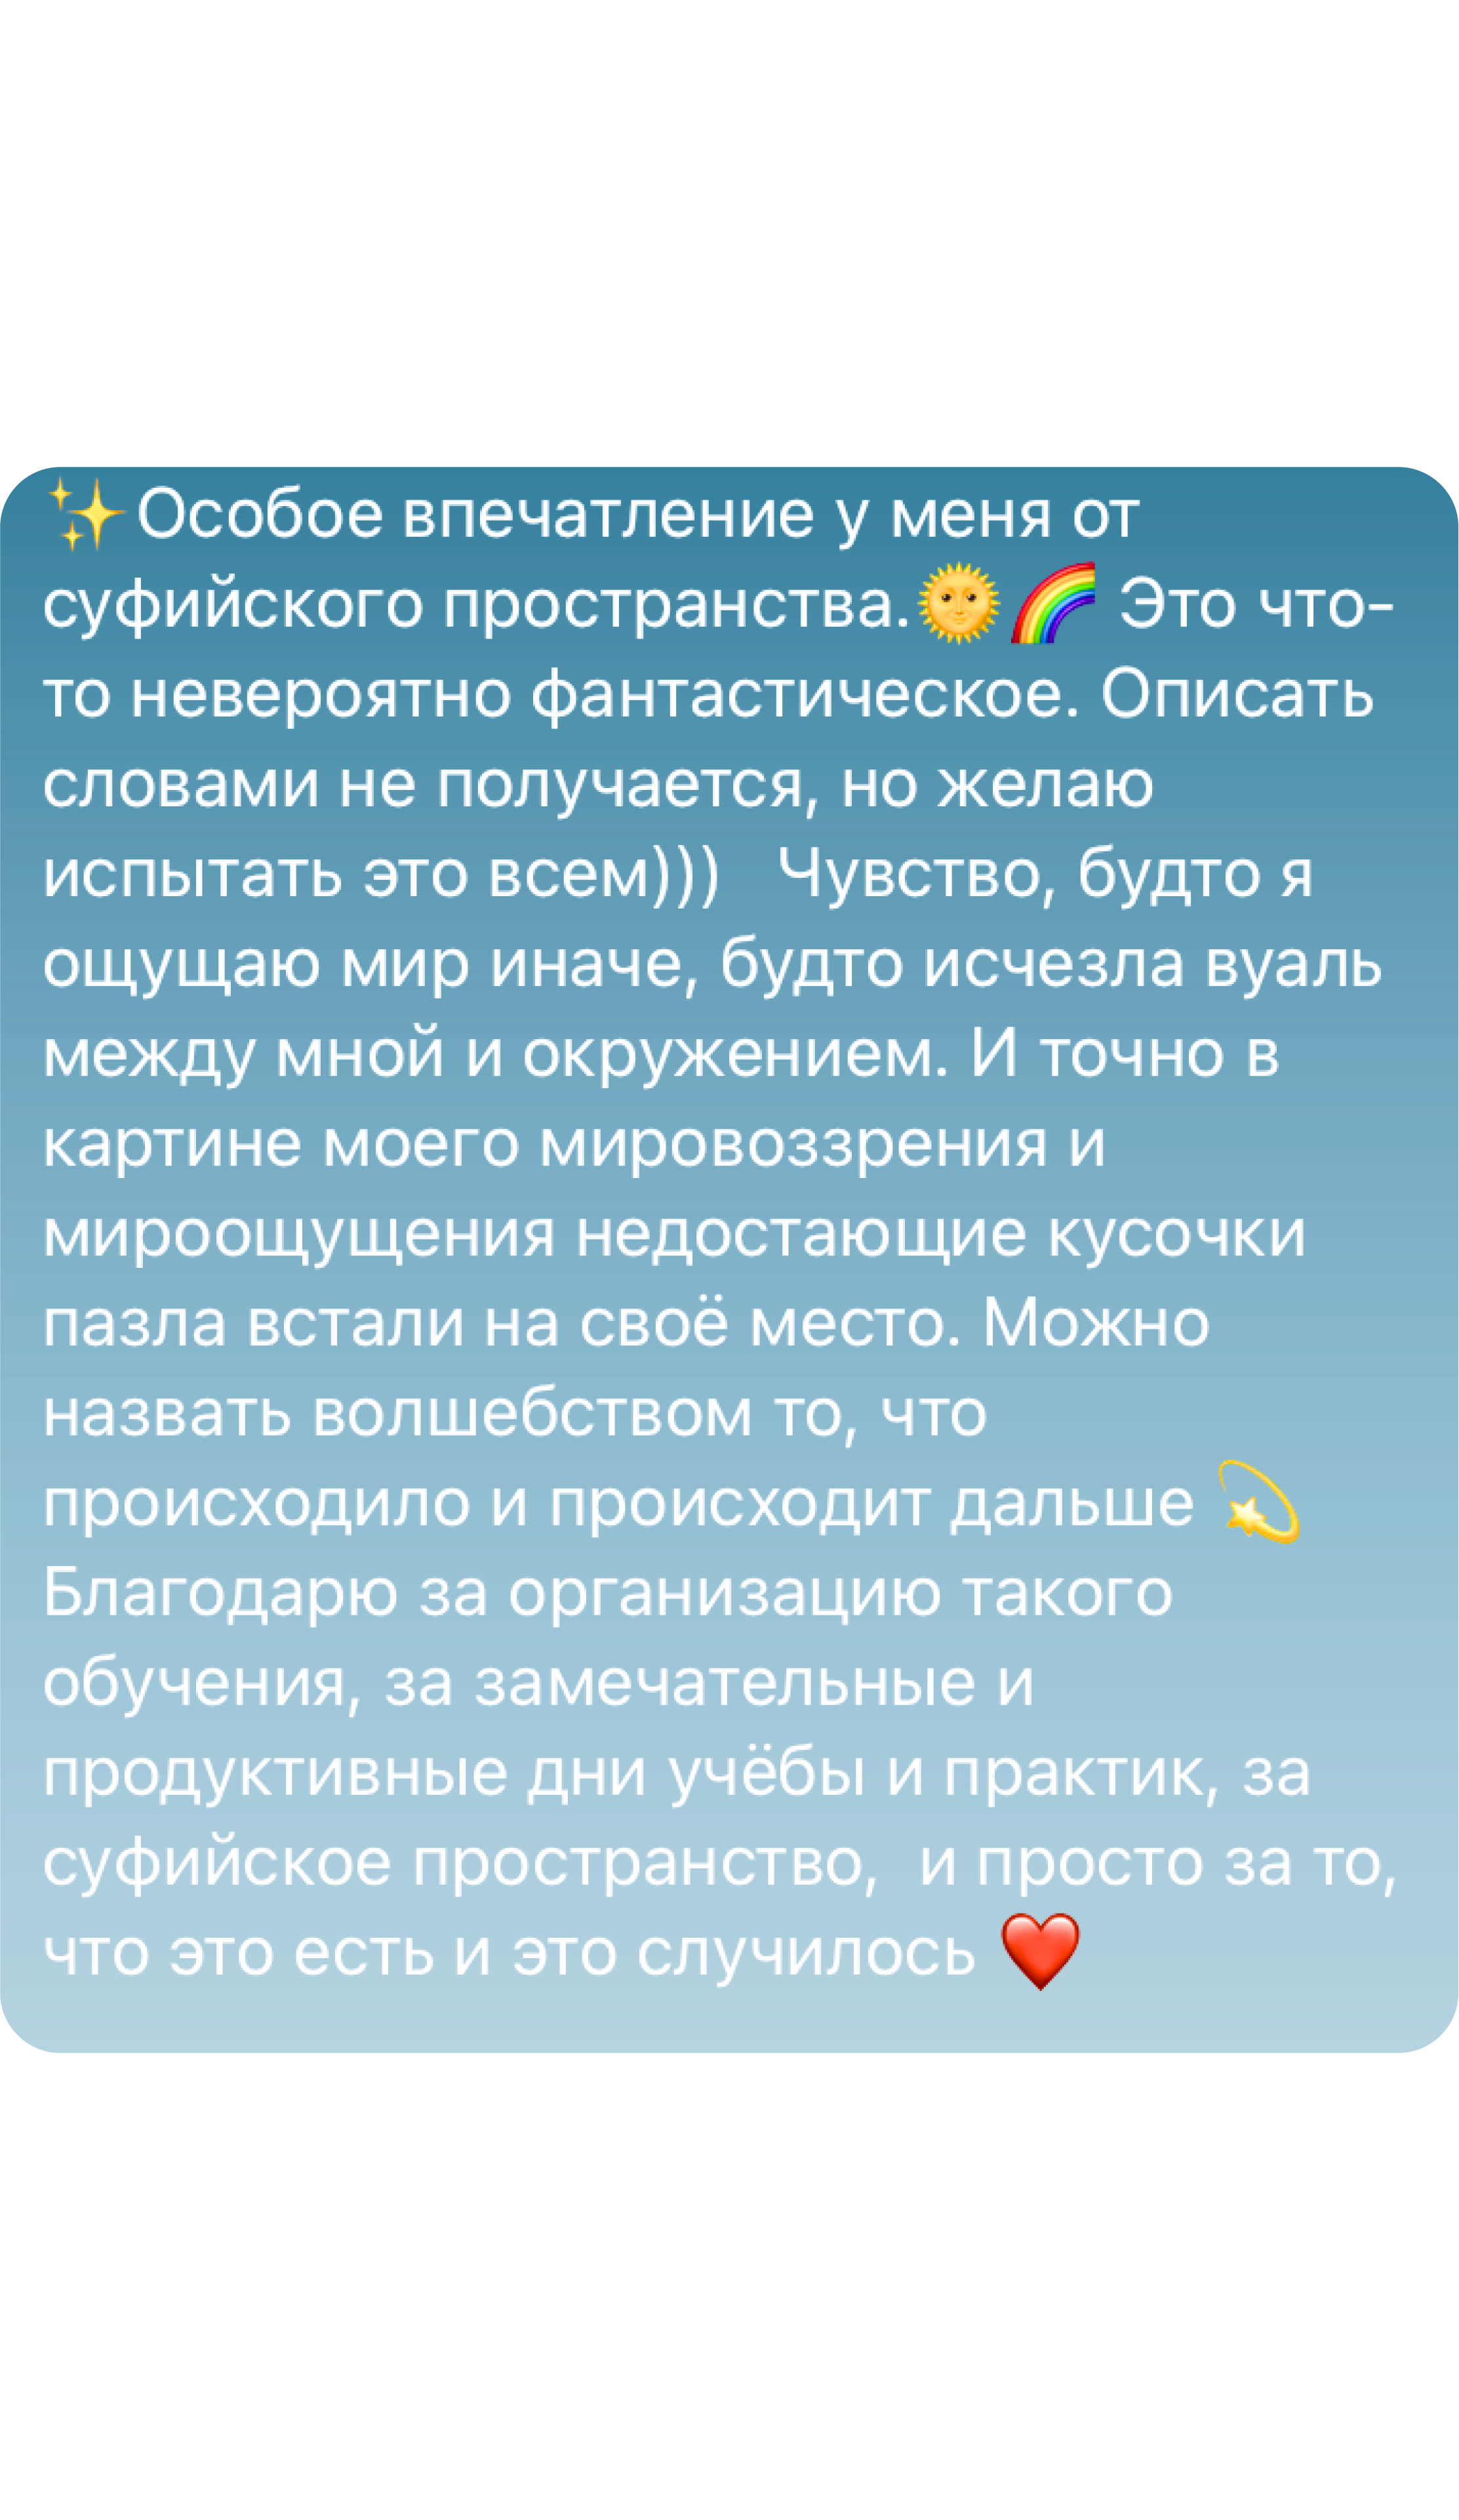 ✨Особое впечатление у меня от
суфийского пространства.🌞🌈 Это что-
то невероятно фантастическое. Описать
словами не получается, но желаю
испытать это всем)))   Чувство, будто я
ощущаю мир иначе, будто исчезла вуаль
между мной и окружением. И точно в
картине моего мировоззрения и
мироощущения недостающие кусочки
пазла встали на своё место. Можно
назвать волшебством то, что
происходило и происходит дальше 💫
Благодарю за организацию такого
обучения, за замечательные и
продуктивные дни учёбы и практик, за
суфийское пространство,  и просто за то,
что это есть и это случилось ❤️